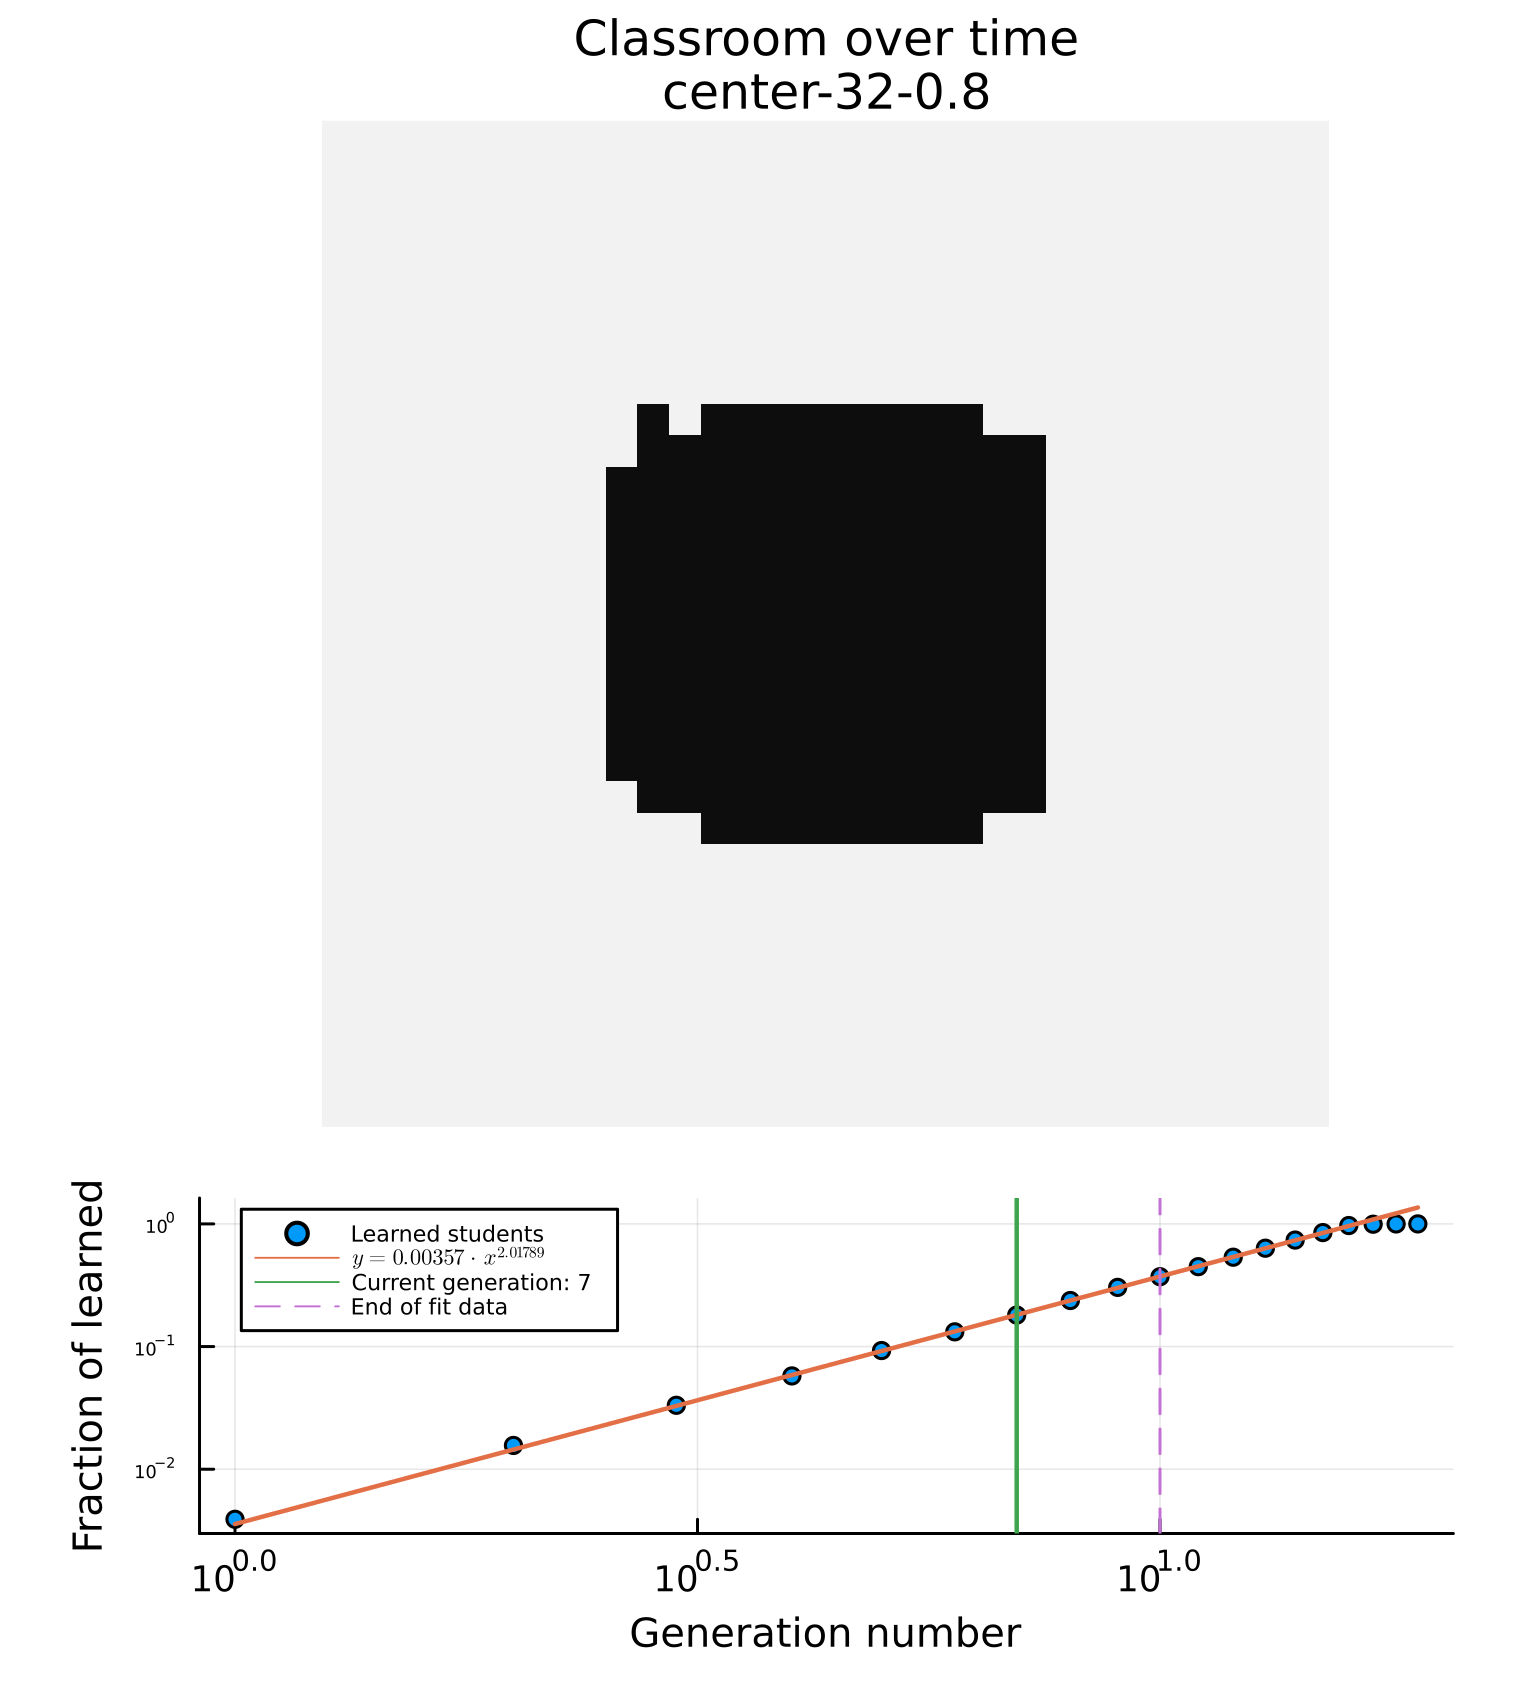 Classroom over time
center-32-0.8
Fraction of learned
10^0
10^−1
10^−2
Learned students
y = 0.00357 · x^2.01789
Current generation: 7
End of fit data
10^0.0 10^0.5 10^1.0
Generation number